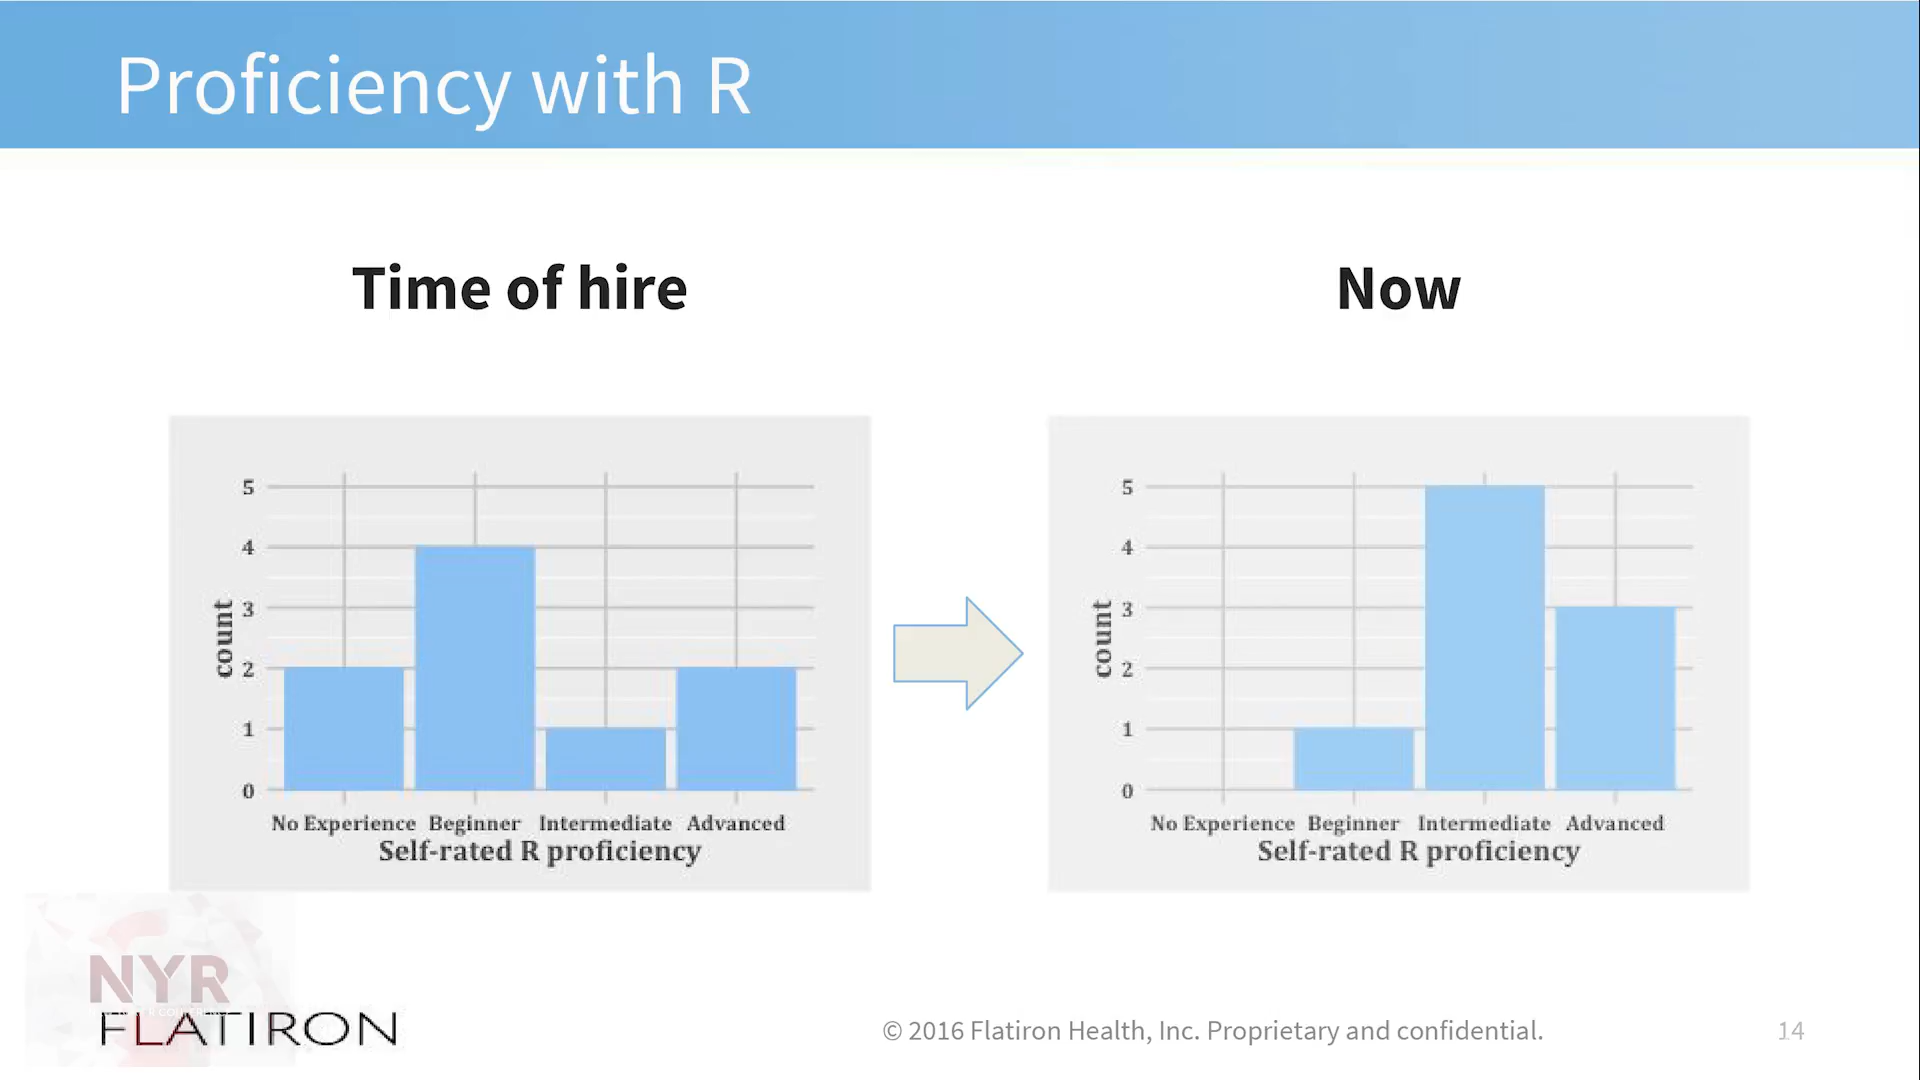 Proficiency with R
Time of hire
Now
5
4
3
2
1
0
count
No Experience Beginner Intermediate Advanced
Self-rated R proficiency
5
4
3
2
1
0
count
No Experience Beginner Intermediate Advanced
Self-rated R proficiency
NYR
FLATIRON
© 2016 Flatiron Health, Inc. Proprietary and confidential.
14